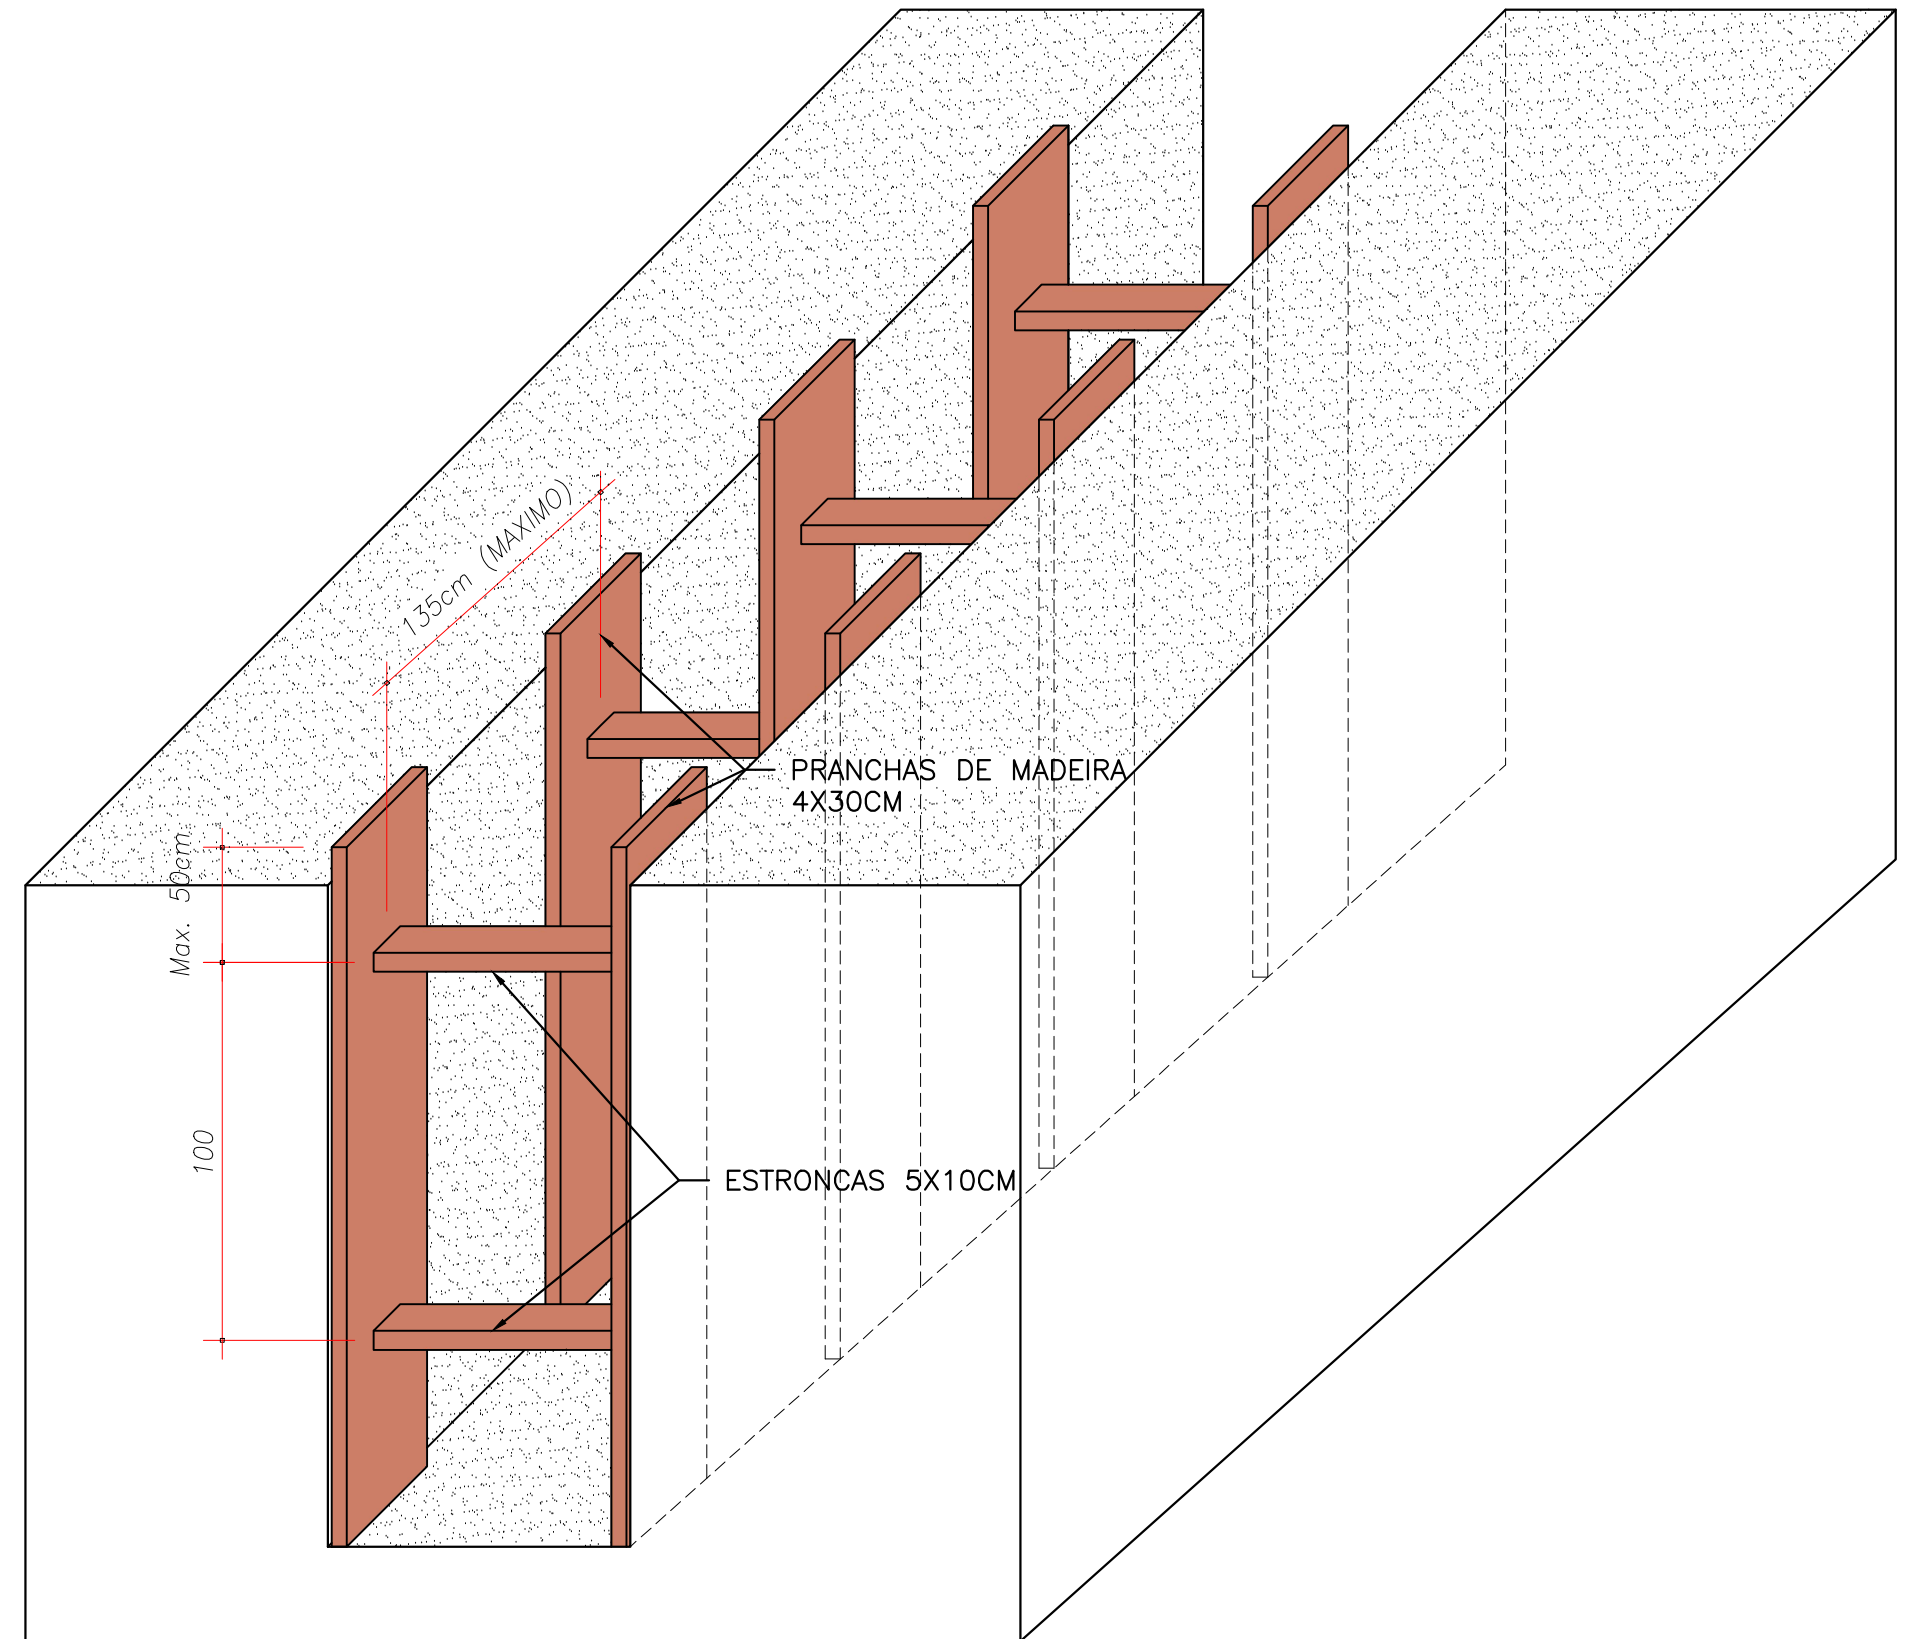 135cm (MAXIMO)
PRANCHAS DE MADEIRA
4X30CM
Max. 50cm
100
ESTRONCAS 5X10CM